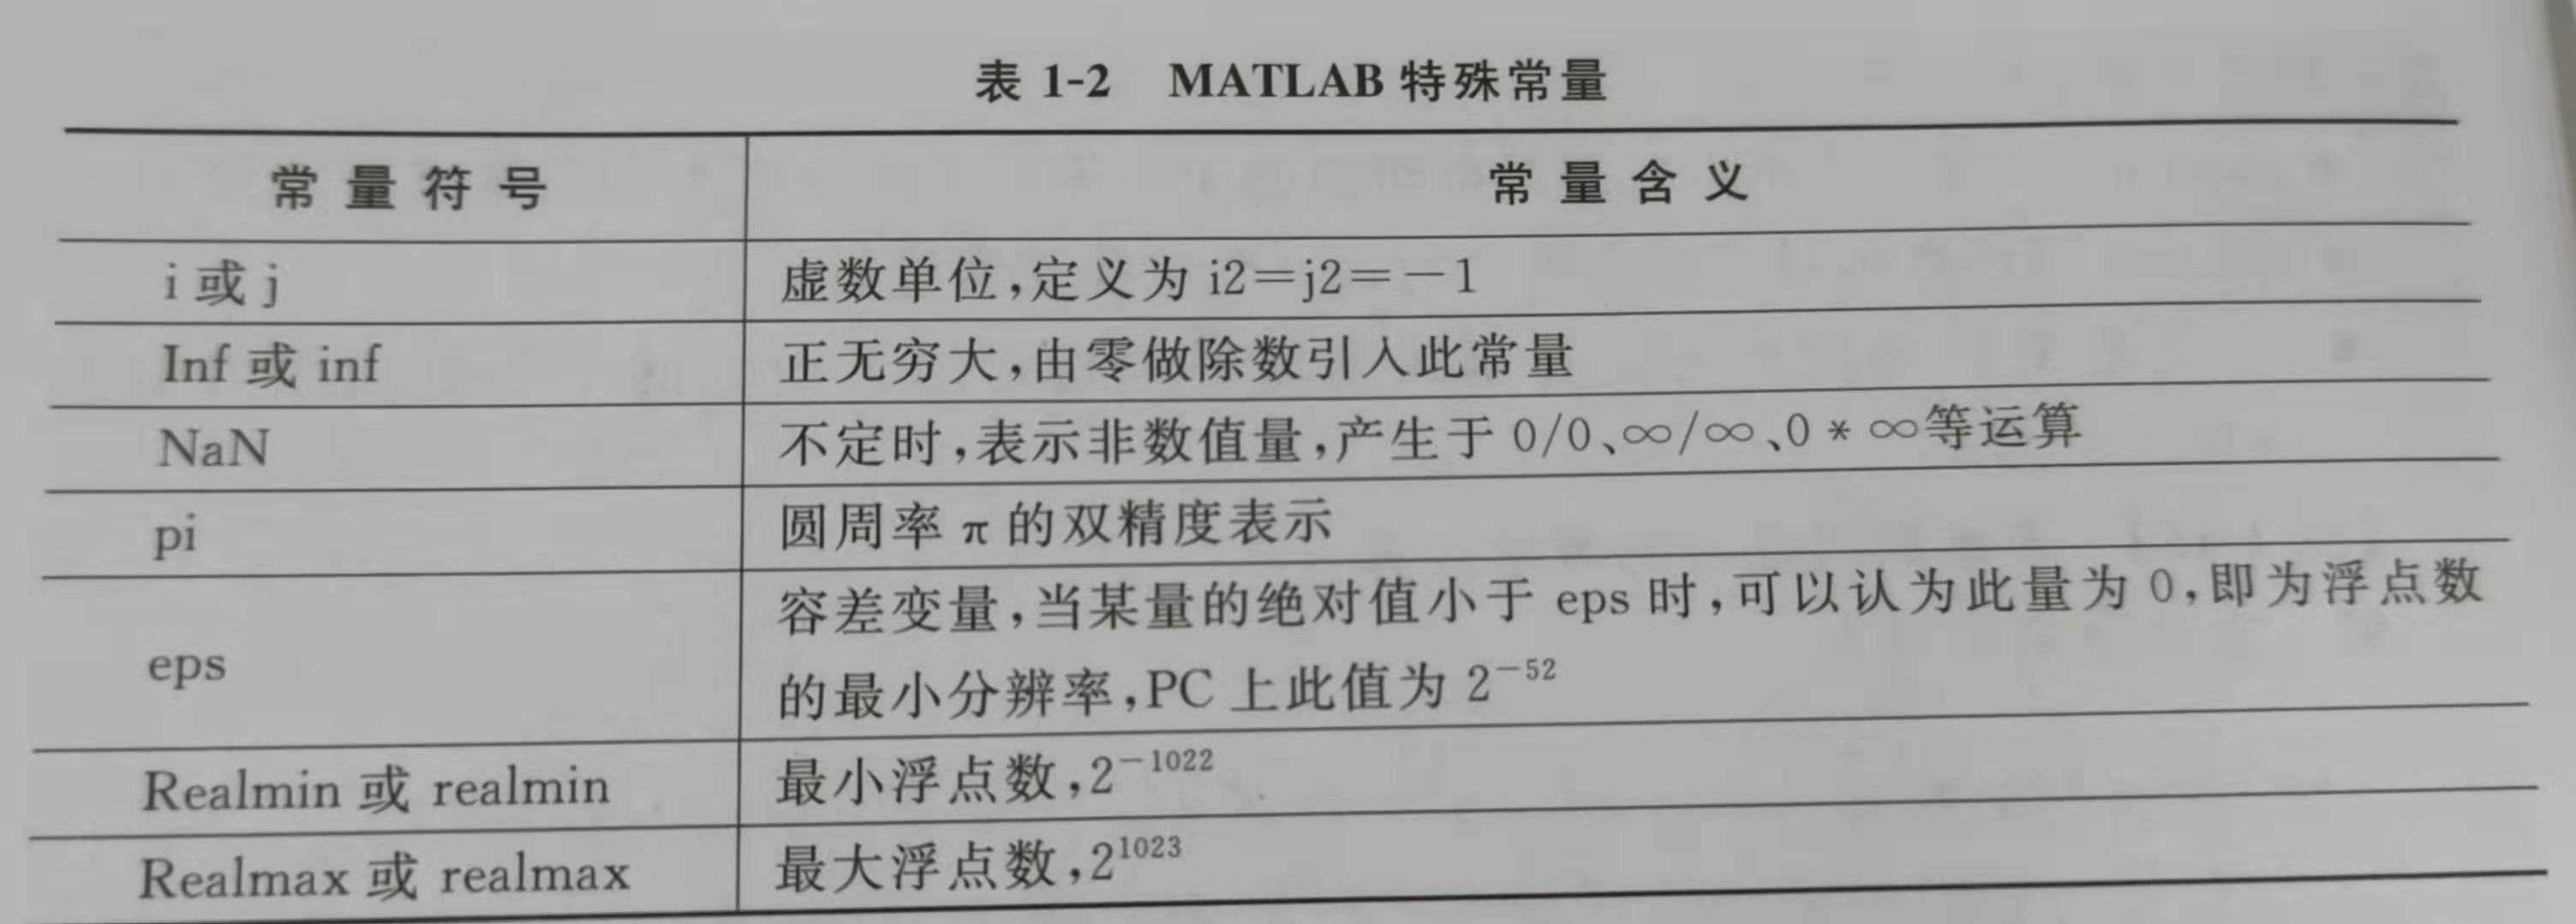 表 1-2 MATLAB 特殊常量
常量符号 常量含义
i 或 j 虚数单位,定义为 i2=j2=-1
Inf 或 inf 正无穷大,由零做除数引入此常量
NaN 不定时,表示非数值量,产生于 0/0、∞/∞、0 * ∞等运算
pi 圆周率 π 的双精度表示
eps 容差变量,当某量的绝对值小于 eps 时,可以认为此量为 0,即为浮点数
的最小分辨率,PC 上此值为 2⁻⁵²
Realmin 或 realmin 最小浮点数,2⁻¹⁰²²
Realmax 或 realmax 最大浮点数,2¹⁰²³